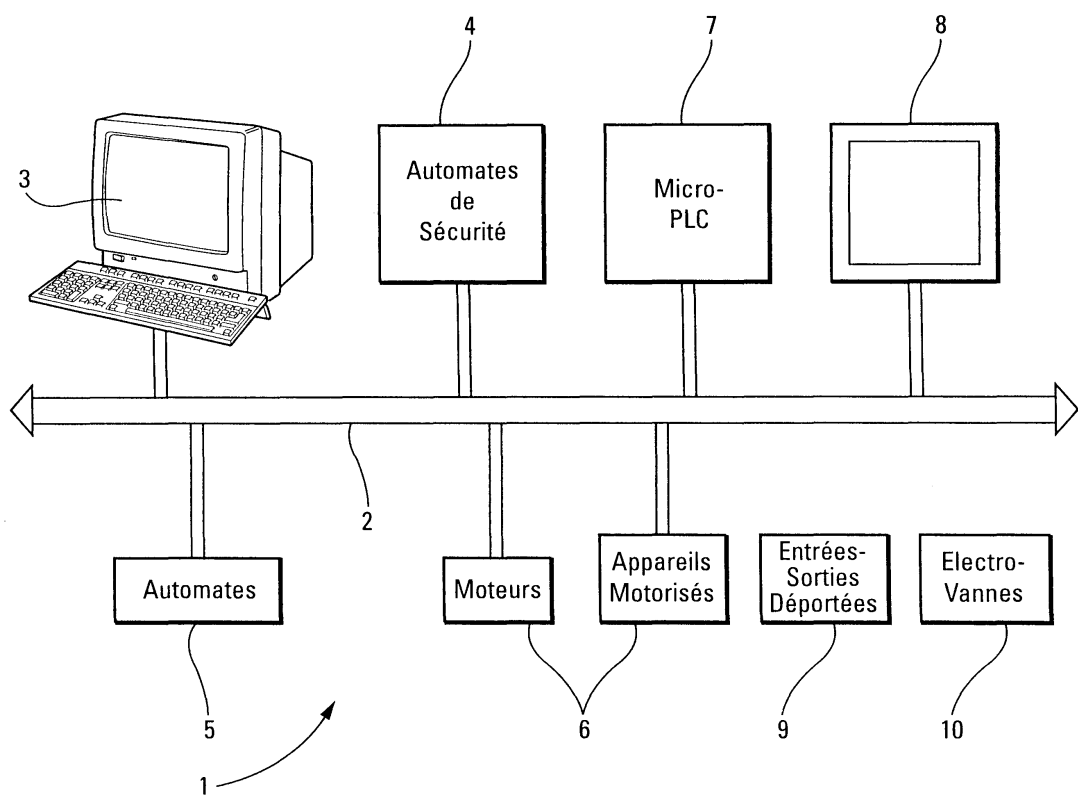 4
7
8
3
Automates
de
Sécurité
Micro-
PLC
2
Automates
Moteurs
Appareils
Motorisés
Entrées-
Sorties
Déportées
Electro-
Vannes
5
6
9
10
1